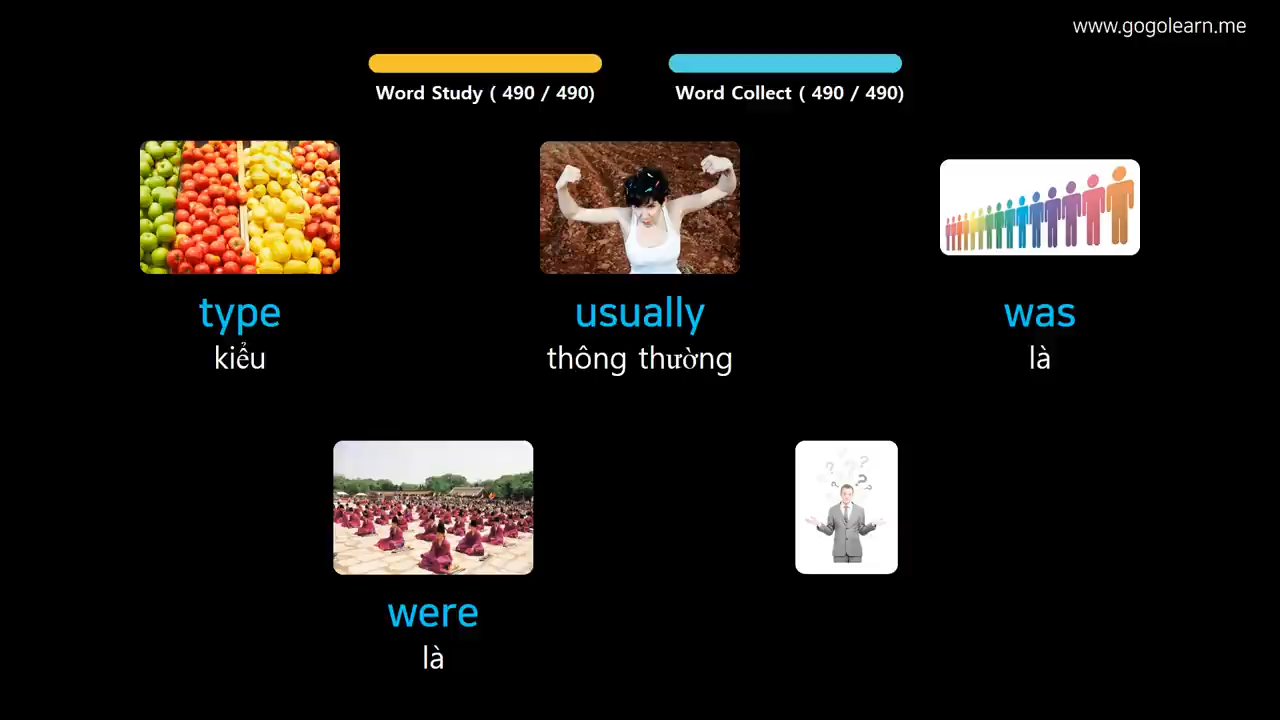 www.gogolearn.me
Word Study ( 490 / 490)
Word Collect ( 490 / 490)
type
kiểu
usually
thông thường
was
là
were
là